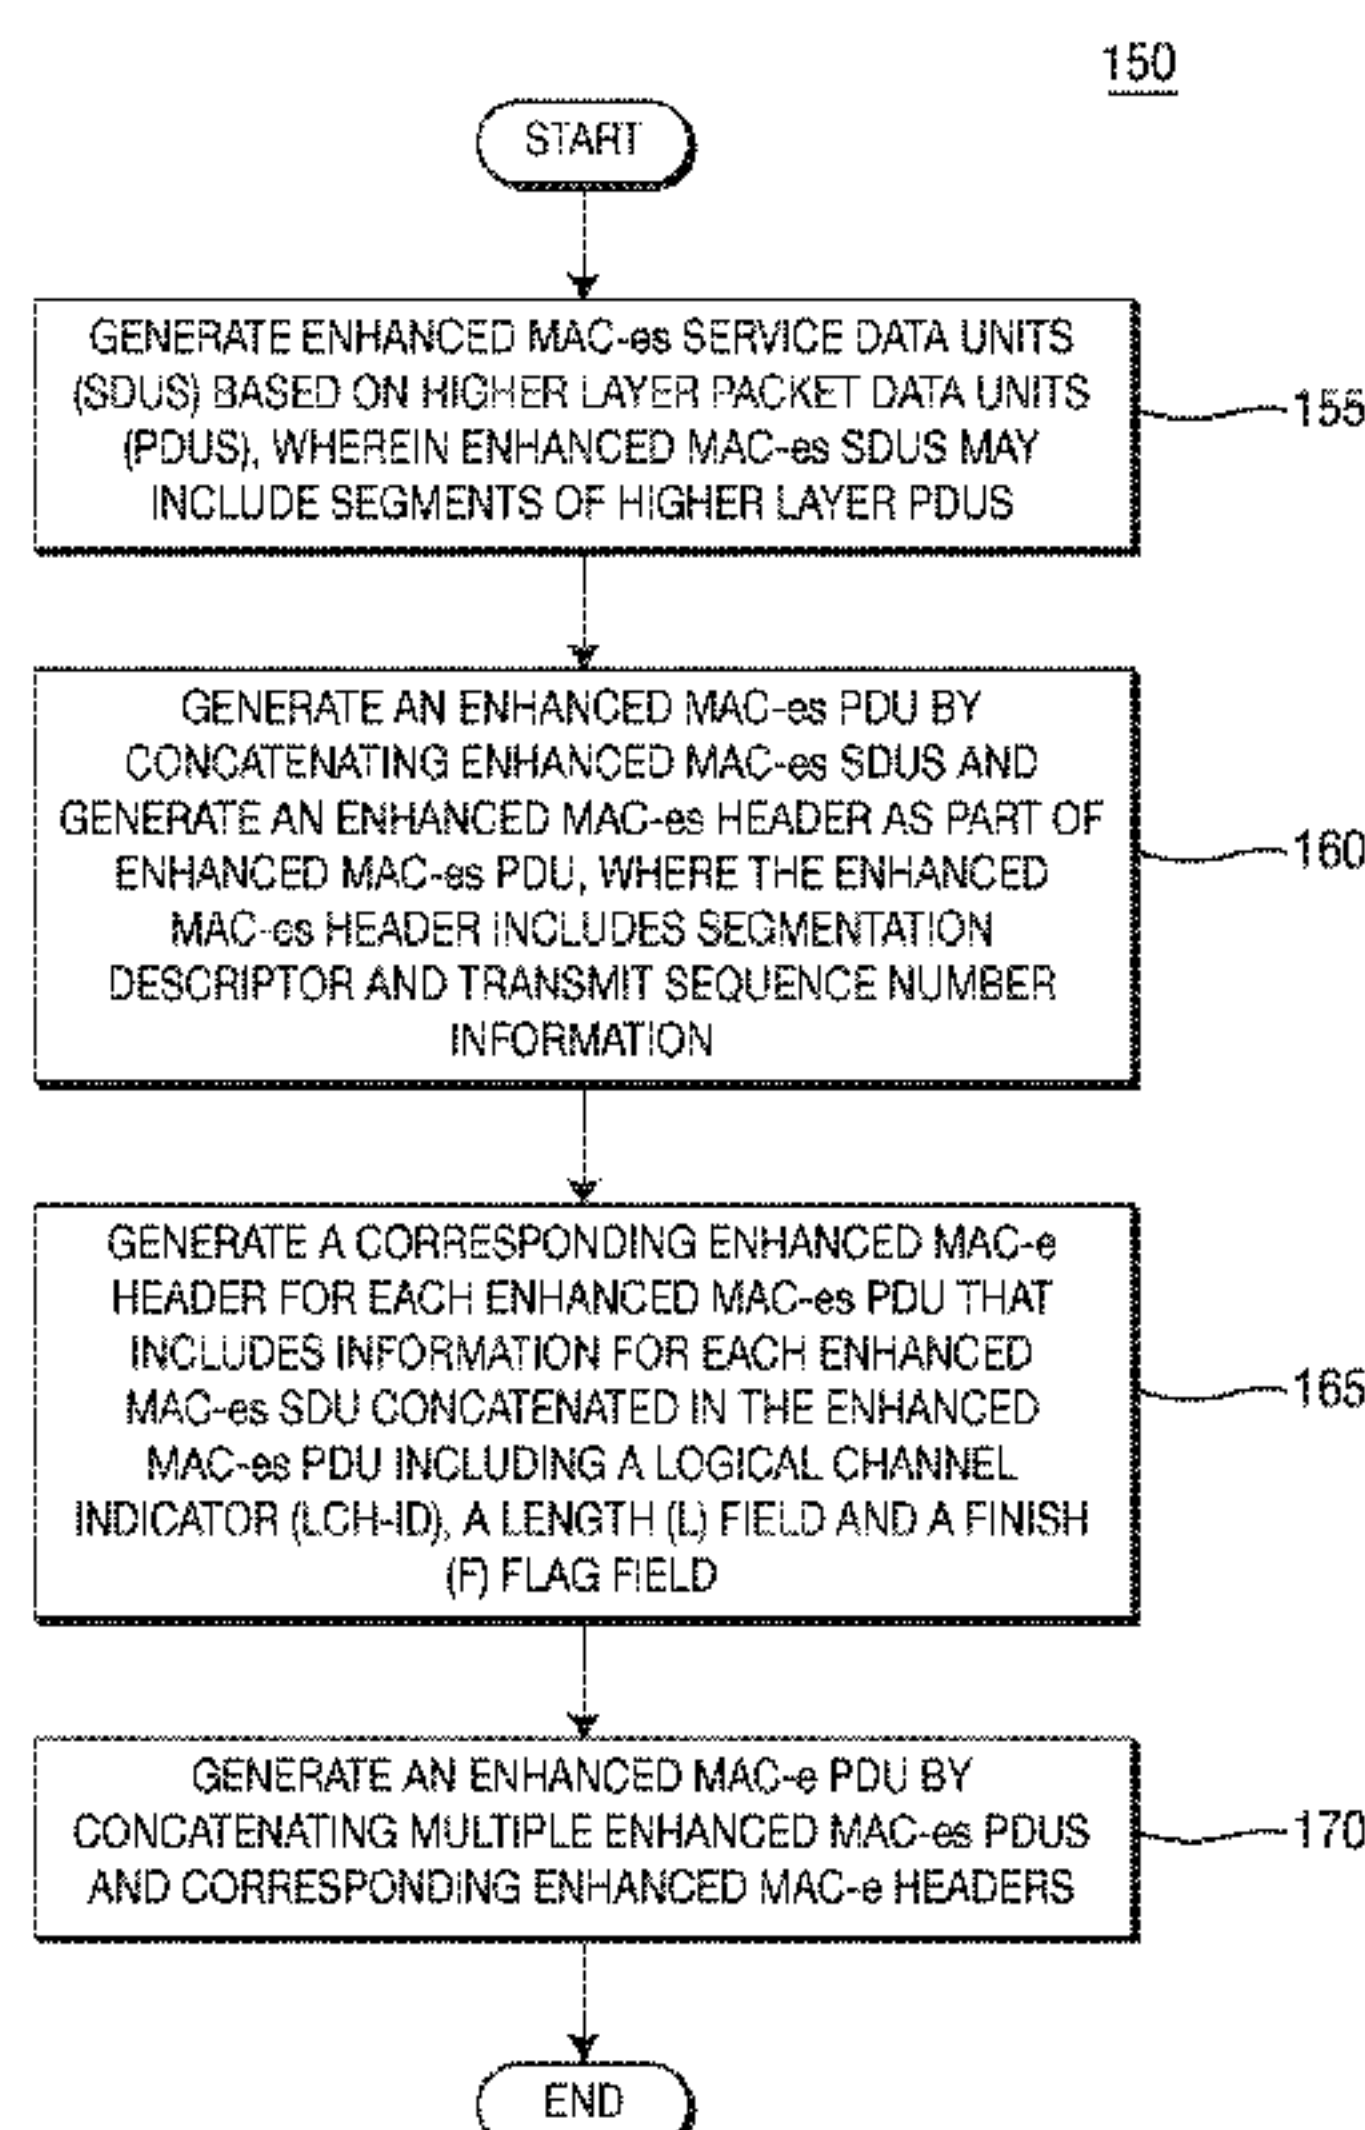 150
START
GENERATE ENHANCED MAC-es SERVICE DATA UNITS
(SDUS) BASED ON HIGHER LAYER PACKET DATA UNITS
(PDUS), WHEREIN ENHANCED MAC-es SDUS MAY
INCLUDE SEGMENTS OF HIGHER LAYER PDUS
155
GENERATE AN ENHANCED MAC-es PDU BY
CONCATENATING ENHANCED MAC-es SDUS AND
GENERATE AN ENHANCED MAC-es HEADER AS PART OF
ENHANCED MAC-es PDU, WHERE THE ENHANCED
MAC-es HEADER INCLUDES SEGMENTATION
DESCRIPTOR AND TRANSMIT SEQUENCE NUMBER
INFORMATION
160
GENERATE A CORRESPONDING ENHANCED MAC-e
HEADER FOR EACH ENHANCED MAC-es PDU THAT
INCLUDES INFORMATION FOR EACH ENHANCED
MAC-es SDU CONCATENATED IN THE ENHANCED
MAC-es PDU INCLUDING A LOGICAL CHANNEL
INDICATOR (LCH-ID), A LENGTH (L) FIELD AND A FINISH
(F) FLAG FIELD
165
GENERATE AN ENHANCED MAC-e PDU BY
CONCATENATING MULTIPLE ENHANCED MAC-es PDUS
AND CORRESPONDING ENHANCED MAC-e HEADERS
170
END